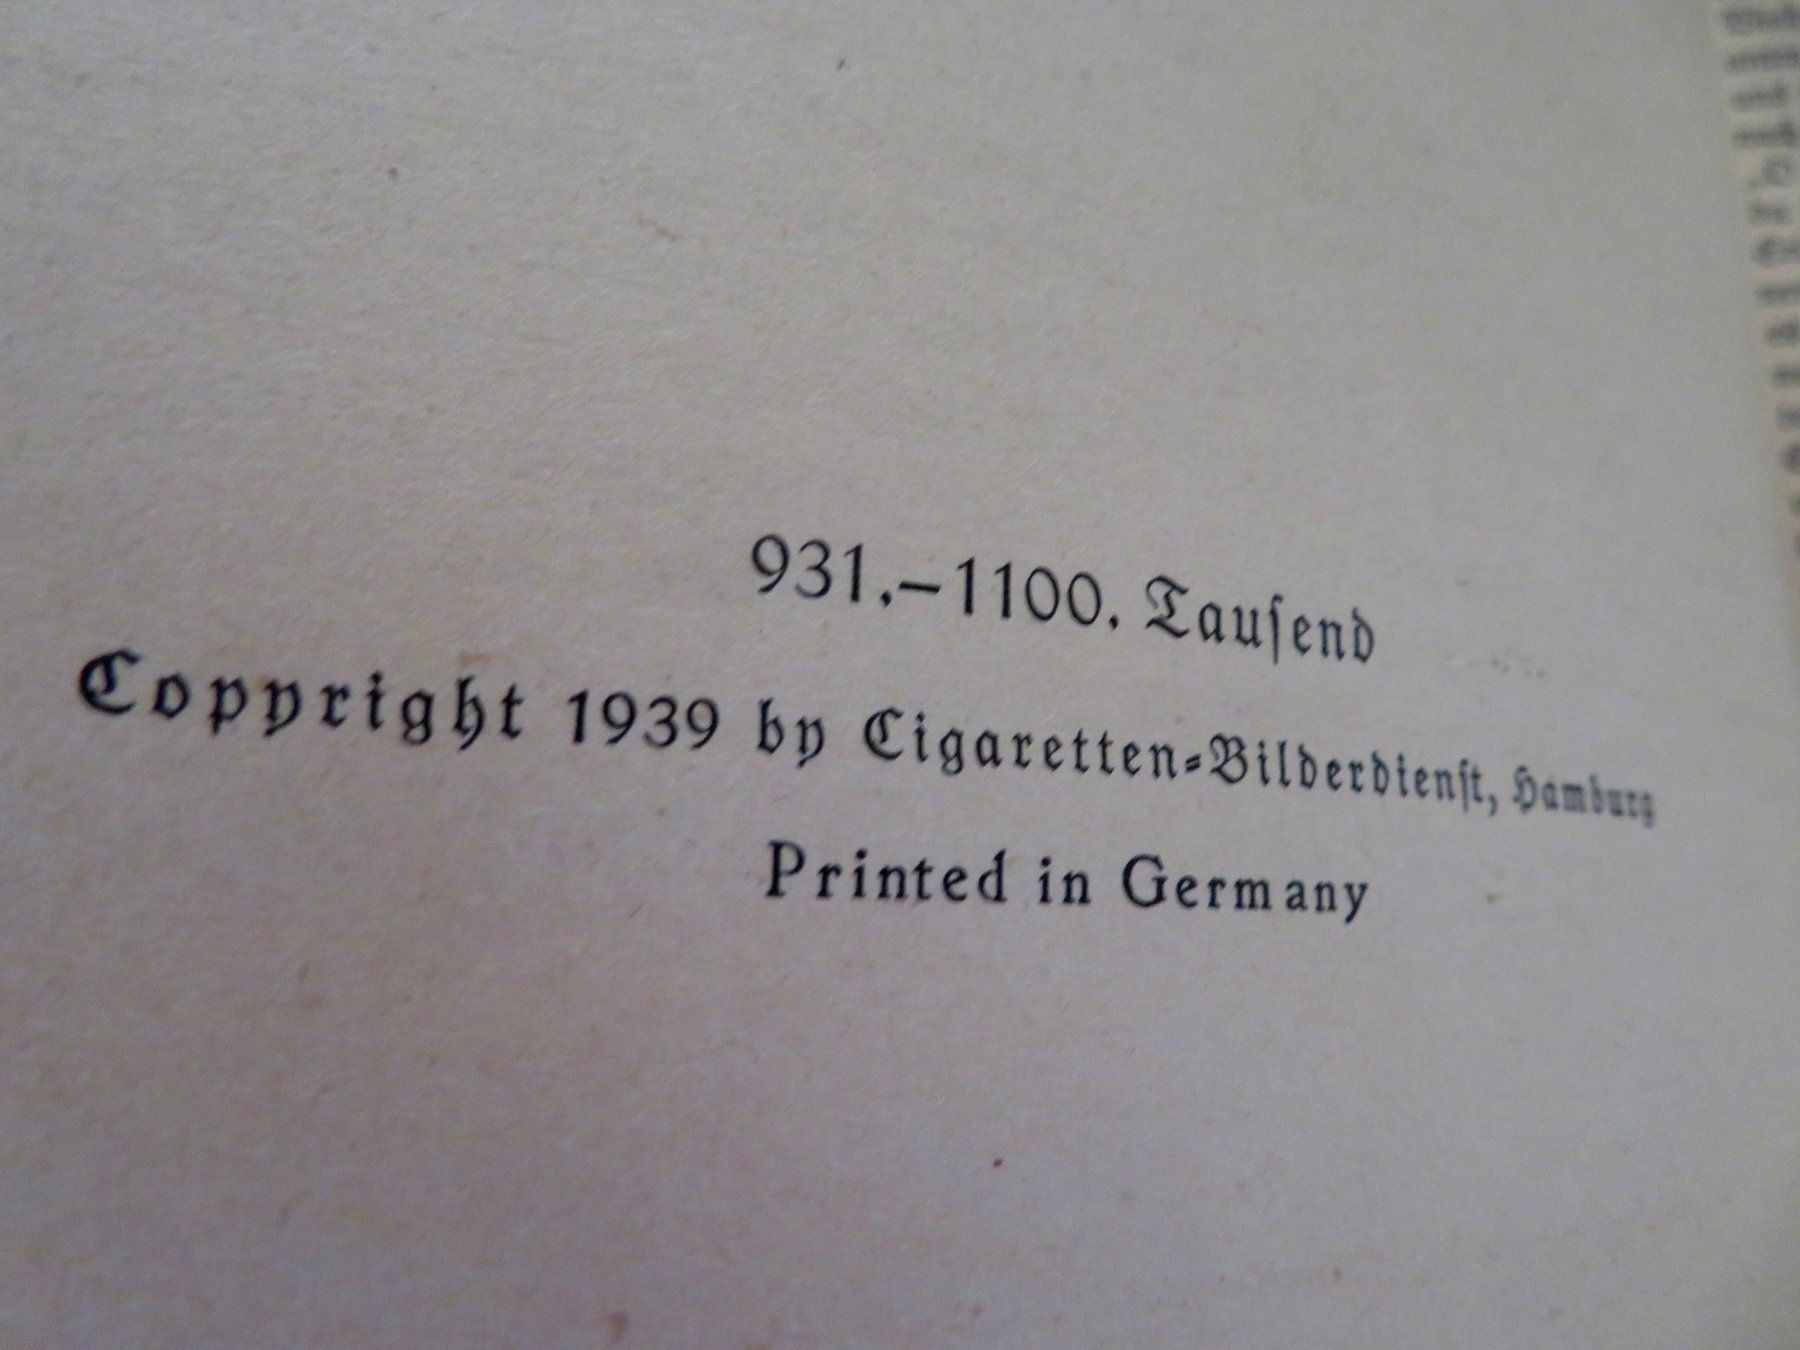 931.–1100. Tauſend
Copyright 1939 by Cigaretten⸗Bilderdienſt, Hamburg
Printed in Germany